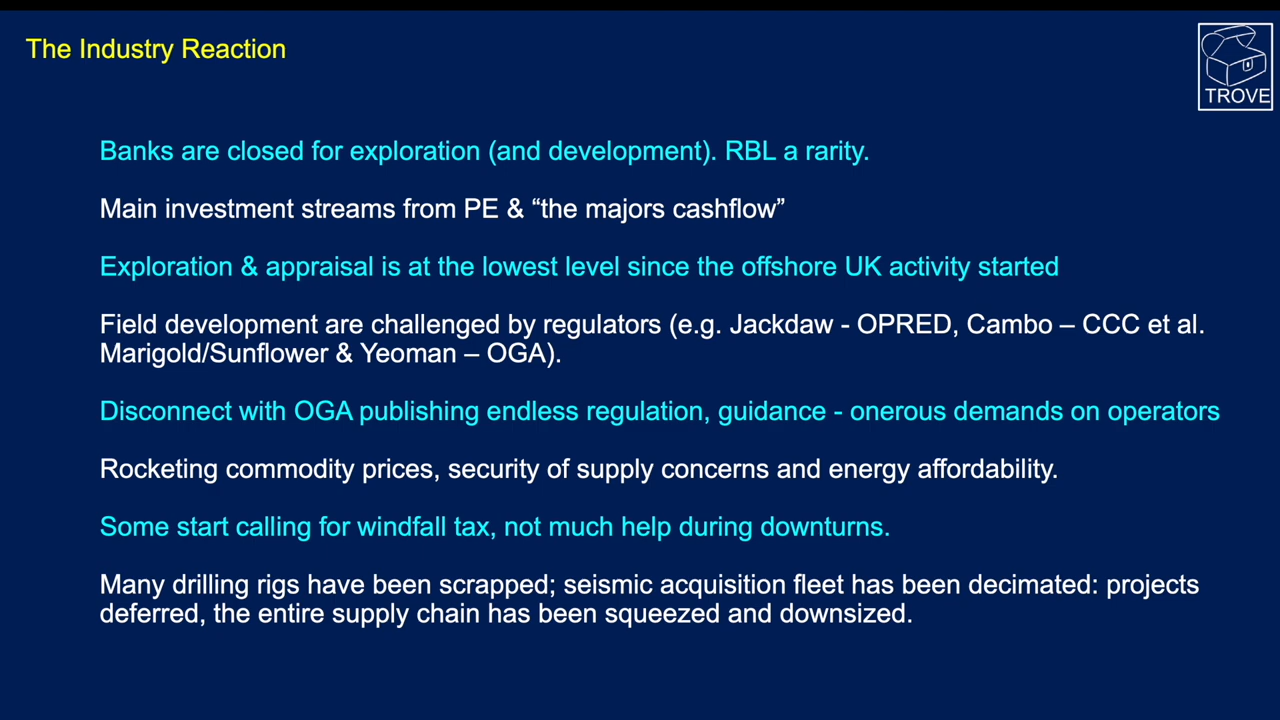 The Industry Reaction
TROVE
Banks are closed for exploration (and development). RBL a rarity.
Main investment streams from PE & “the majors cashflow”
Exploration & appraisal is at the lowest level since the offshore UK activity started
Field development are challenged by regulators (e.g. Jackdaw - OPRED, Cambo – CCC et al.
Marigold/Sunflower & Yeoman – OGA).
Disconnect with OGA publishing endless regulation, guidance - onerous demands on operators
Rocketing commodity prices, security of supply concerns and energy affordability.
Some start calling for windfall tax, not much help during downturns.
Many drilling rigs have been scrapped; seismic acquisition fleet has been decimated: projects
deferred, the entire supply chain has been squeezed and downsized.